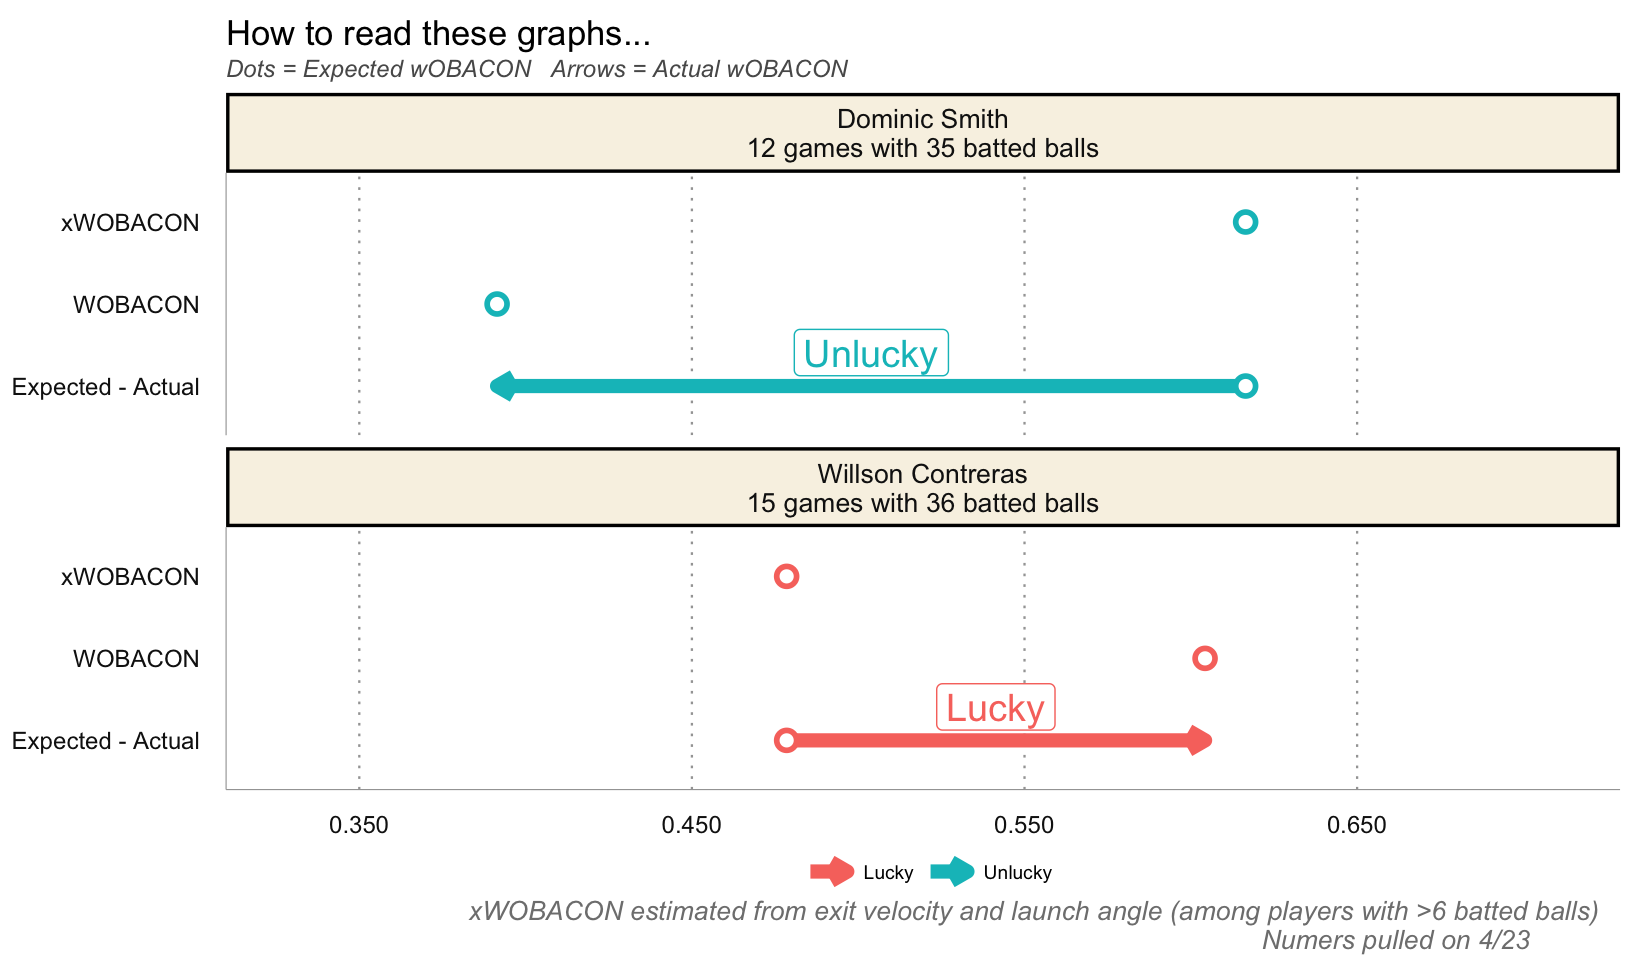 How to read these graphs...
Dots = Expected wOBACON   Arrows = Actual wOBACON
Dominic Smith
12 games with 35 batted balls
xWOBACON
WOBACON
Unlucky
Expected - Actual
Willson Contreras
15 games with 36 batted balls
xWOBACON
WOBACON
Lucky
Expected - Actual
0.350 0.450 0.550 0.650
Lucky Unlucky
xWOBACON estimated from exit velocity and launch angle (among players with >6 batted balls)
Numers pulled on 4/23